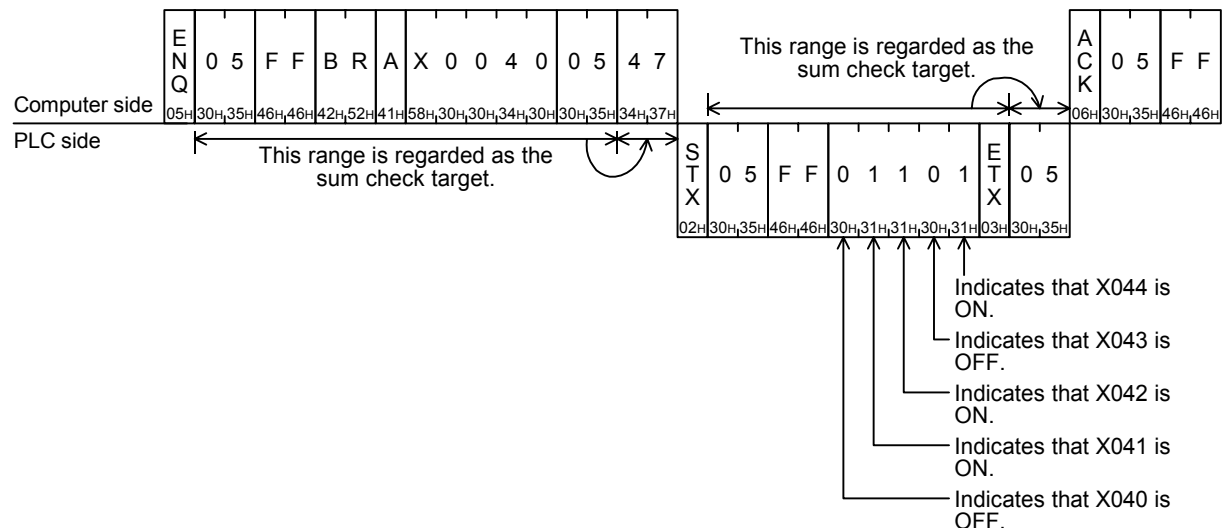 E
N
Q
0 5 F F B R A X 0 0 4 0 0 5 4 7
This range is regarded as the
sum check target.
A
C
K
0 5 F F
Computer side
05H 30H 35H 46H 46H 42H 52H 41H 58H 30H 30H 34H 30H 30H 35H 34H 37H
06H 30H 35H 46H 46H
PLC side
This range is regarded as the
sum check target.
S
T
X
0 5 F F 0 1 1 0 1
E
T
X
0 5
02H 30H 35H 46H 46H 30H 31H 31H 30H 31H 03H 30H 35H
Indicates that X044 is
ON.
Indicates that X043 is
OFF.
Indicates that X042 is
ON.
Indicates that X041 is
ON.
Indicates that X040 is
OFF.